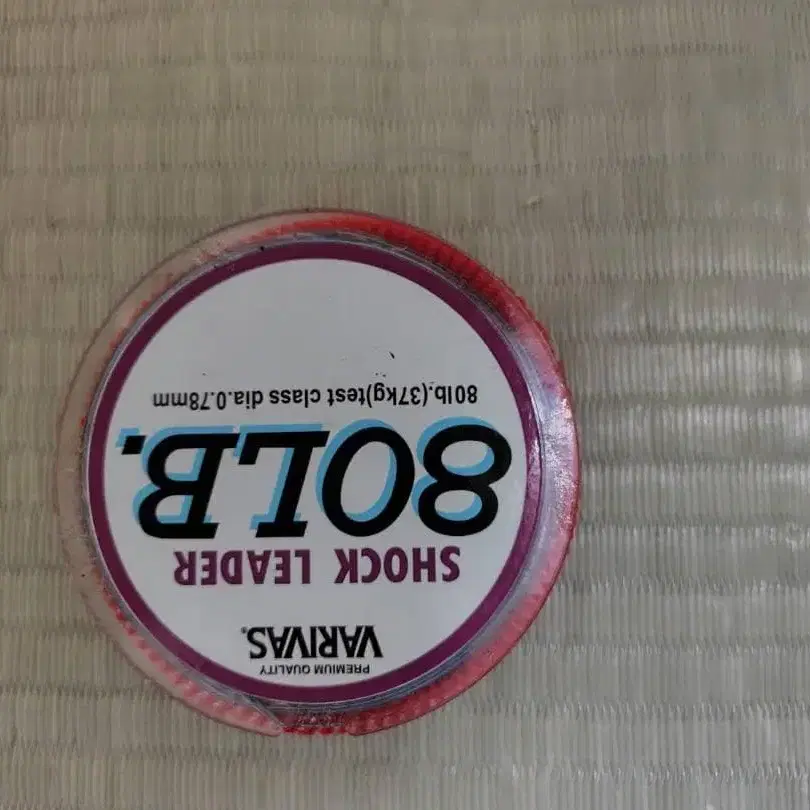 PREMIUM QUALITY
VARIVAS.
SHOCK LEADER
80LB.
80lb.(37kg)test class dia.0.78mm